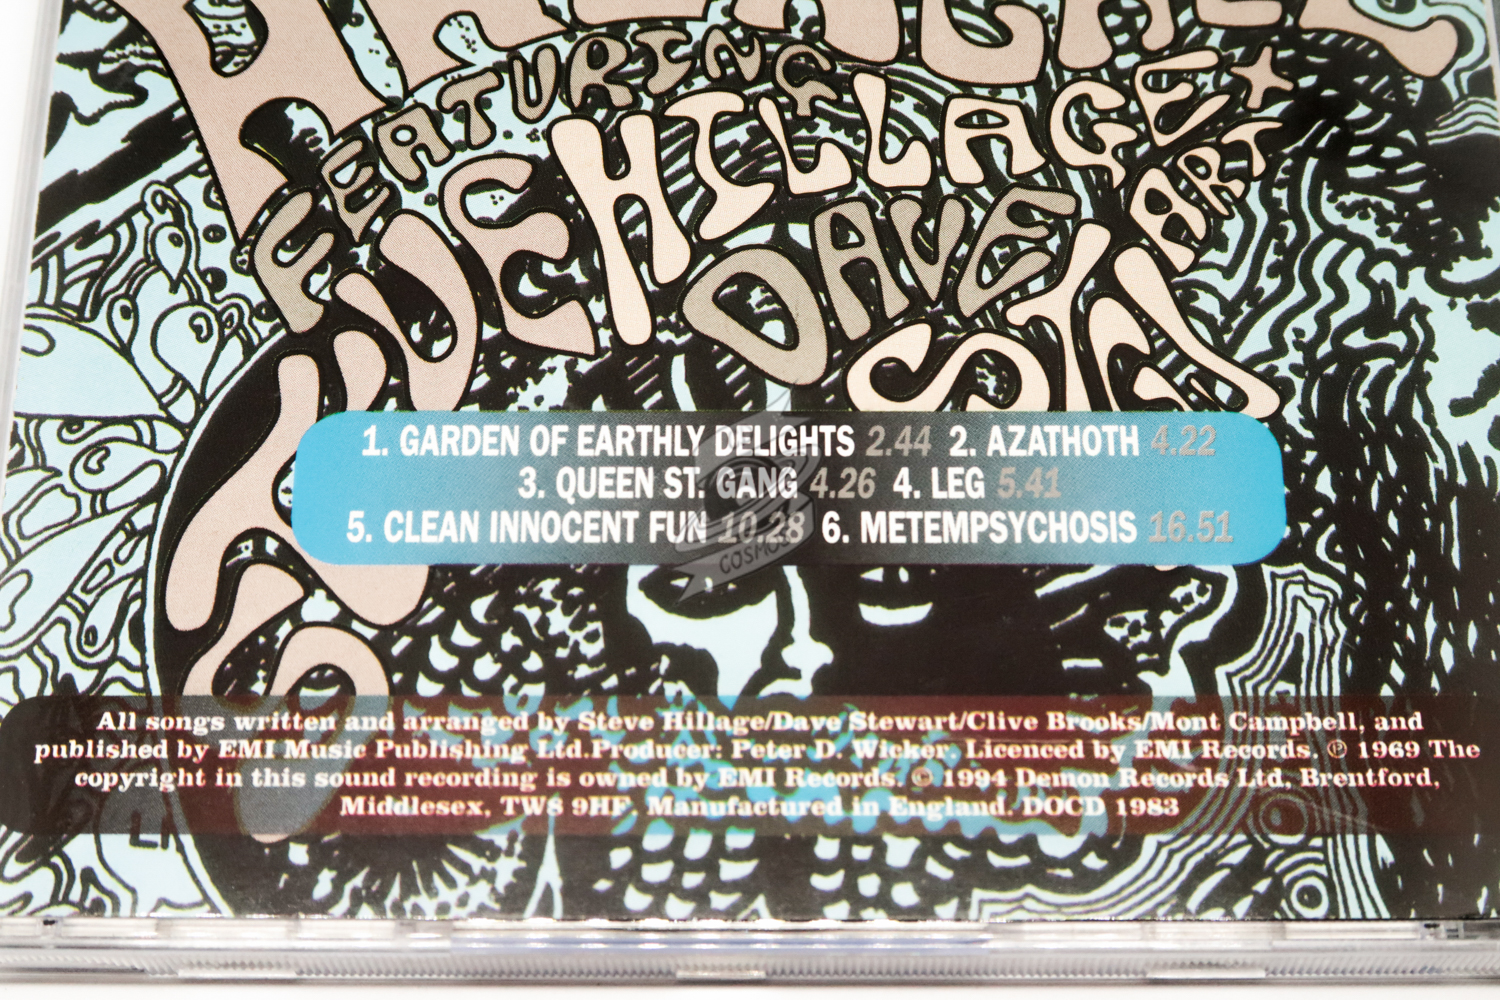 FEATURING
STEVE HILLAGE +
DAVE
ART
1. GARDEN OF EARTHLY DELIGHTS 2.44 2. AZATHOTH 4.22
3. QUEEN ST. GANG 4.26 4. LEG 5.41
5. CLEAN INNOCENT FUN 10.28 6. METEMPSYCHOSIS 16.51
COSMOS
All songs written and arranged by Steve Hillage/Dave Stewart/Clive Brooks/Mont Campbell, and
published by EMI Music Publishing Ltd.Producer: Peter D. Wicker. Licenced by EMI Records. ℗ 1969 The
copyright in this sound recording is owned by EMI Records. © 1994 Demon Records Ltd, Brentford,
Middlesex, TW8 9HF. Manufactured in England. DOCD 1983